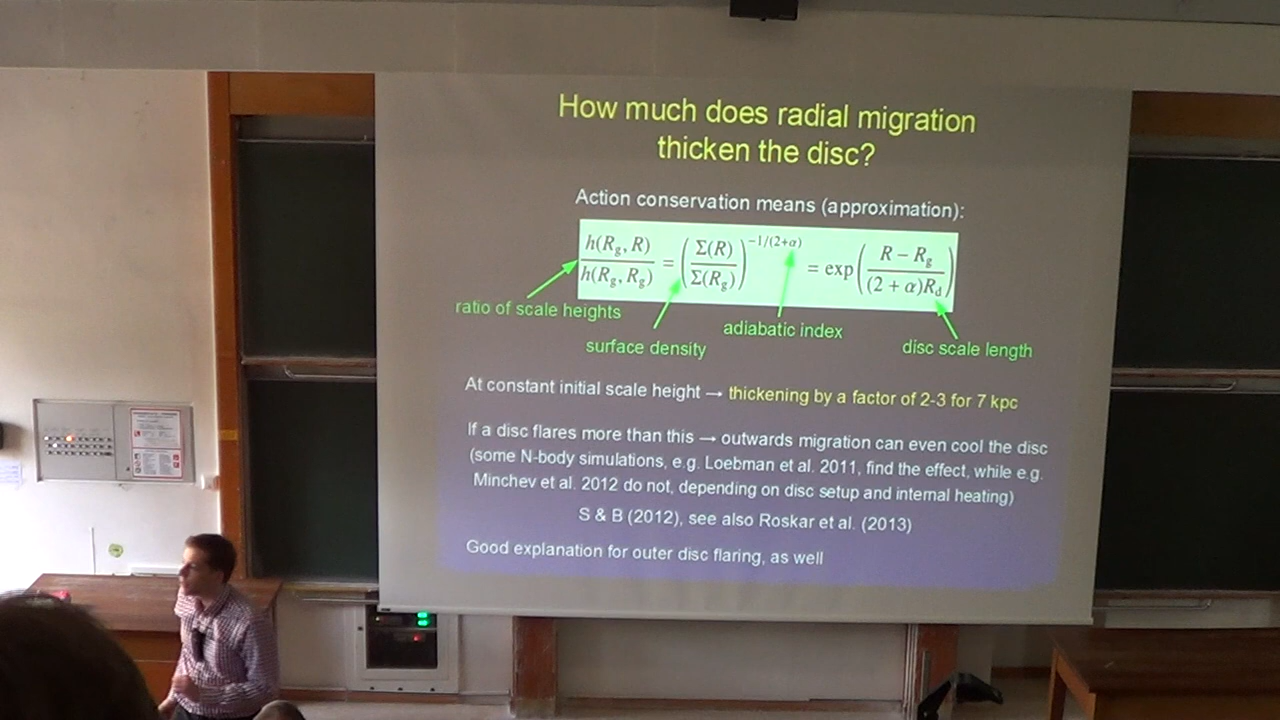 How much does radial migration
thicken the disc?
Action conservation means (approximation):
h(R_g, R) / h(R_g, R_g) = (Σ(R) / Σ(R_g))^{-1/(2+α)} = exp((R − R_g) / ((2 + α)R_d))
ratio of scale heights
surface density
adiabatic index
disc scale length
At constant initial scale height → thickening by a factor of 2-3 for 7 kpc
If a disc flares more than this → outwards migration can even cool the disc
(some N-body simulations, e.g. Loebman et al. 2011, find the effect, while e.g.
Minchev et al. 2012 do not, depending on disc setup and internal heating)
S & B (2012), see also Roskar et al. (2013)
Good explanation for outer disc flaring, as well